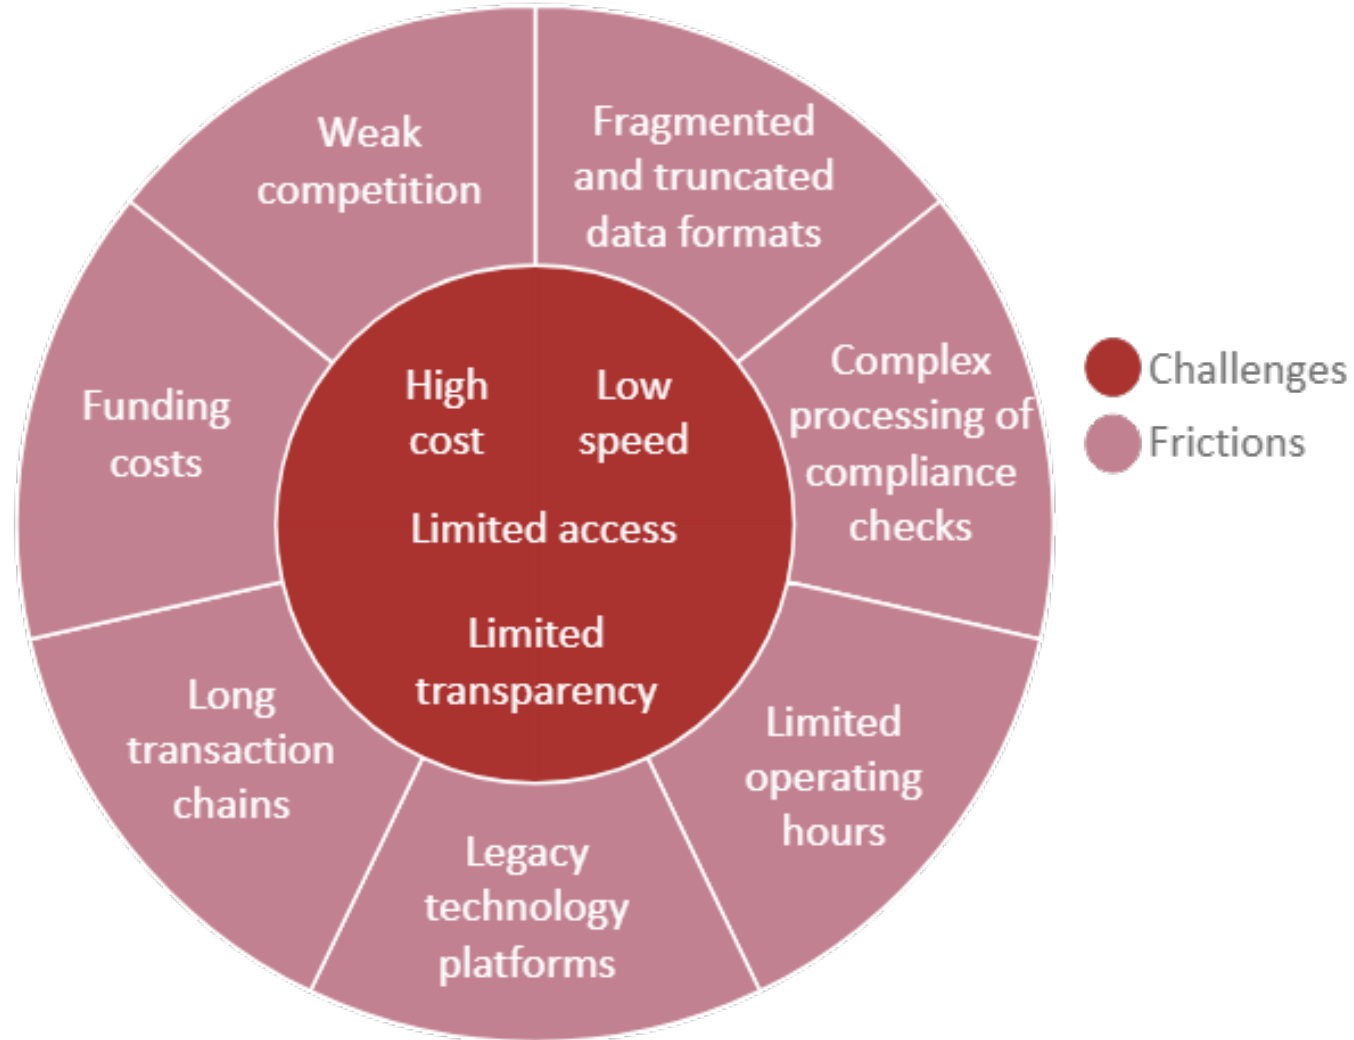 Weak
competition
Fragmented
and truncated
data formats
Complex
processing of
compliance
checks
Limited
operating
hours
Legacy
technology
platforms
Long
transaction
chains
Funding
costs
High
cost
Low
speed
Limited access
Limited
transparency
Challenges
Frictions